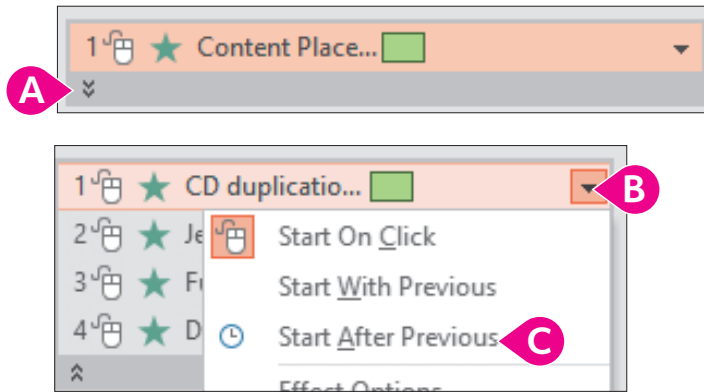 1 Content Place...
A
1 CD duplicatio... B
2 Je Start On Click
3 Fu Start With Previous
4 D Start After Previous C
Effect Options